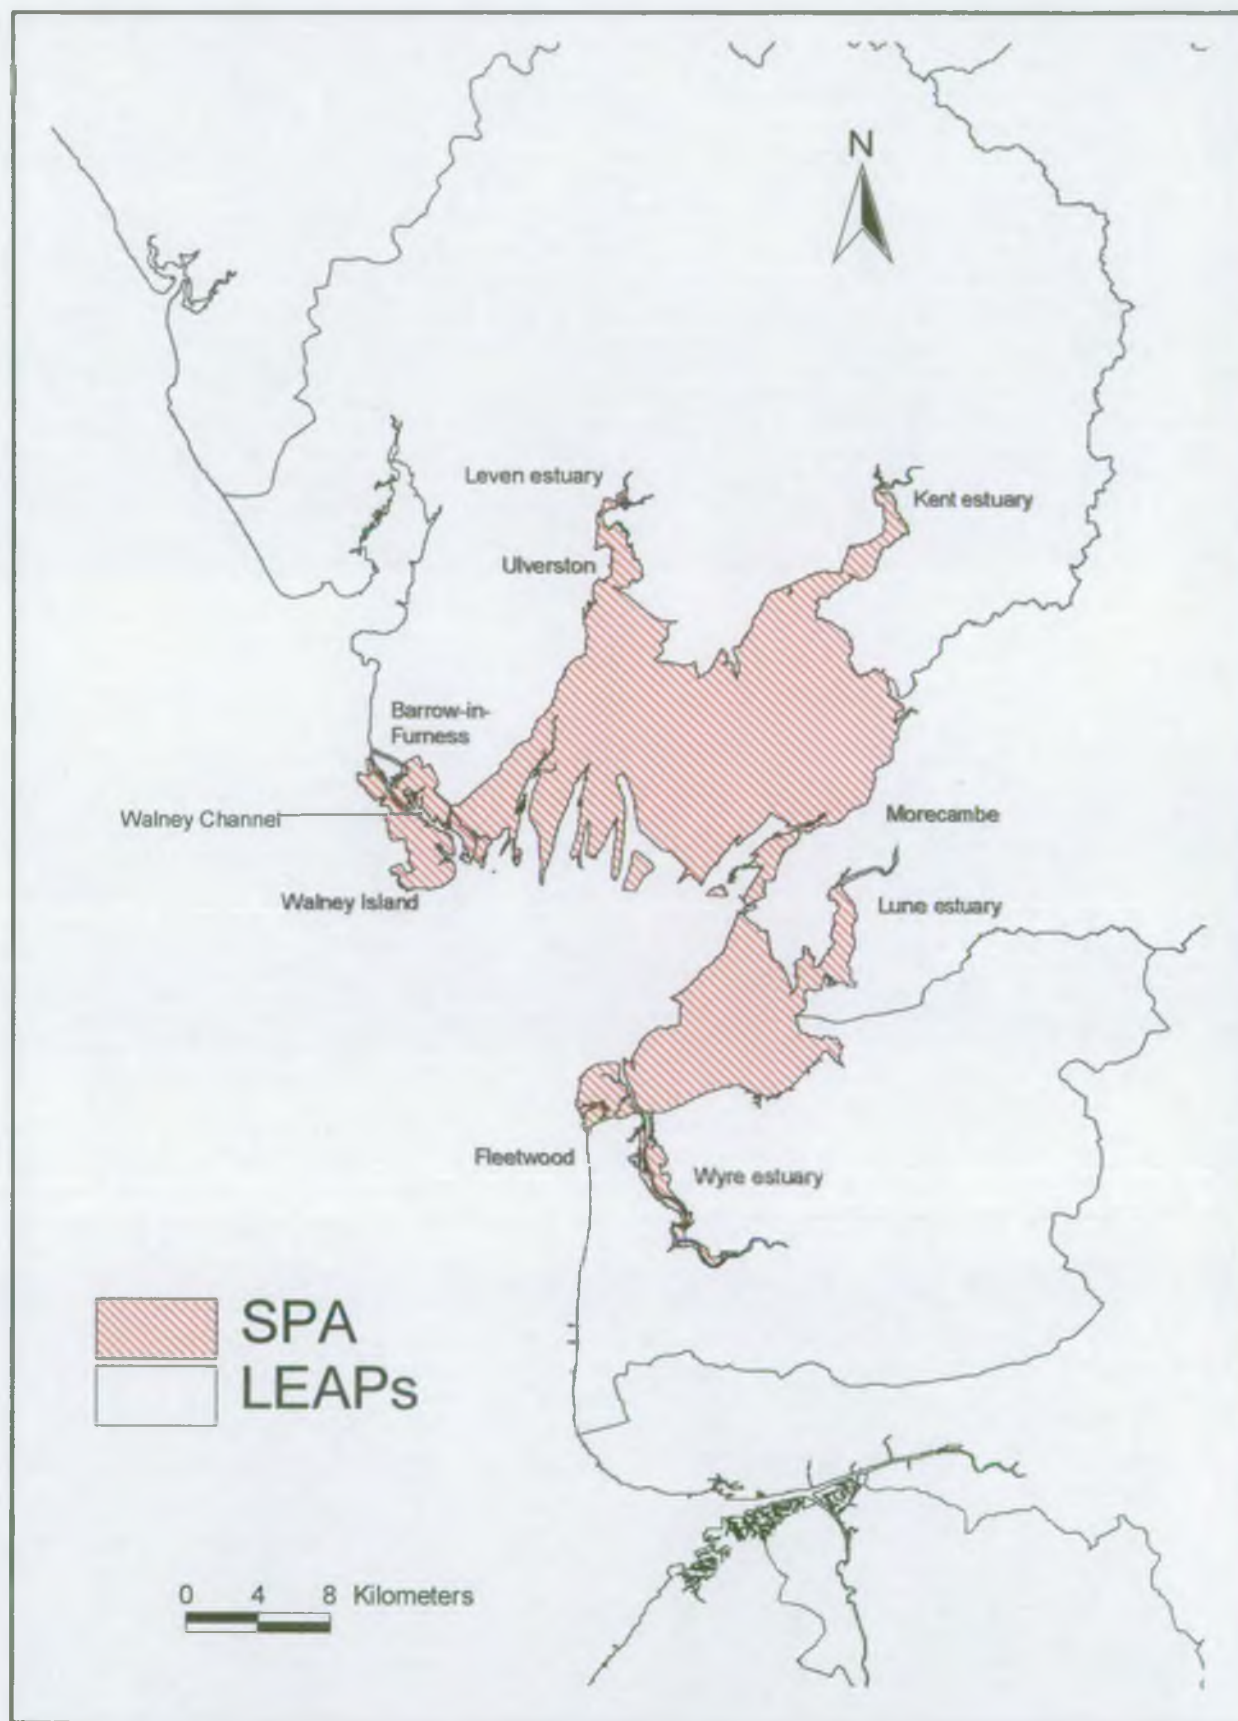 N
Leven estuary
Kent estuary
Ulverston
Barrow-in-
Furness
Walney Channel
Morecambe
Walney Island
Lune estuary
Fleetwood
Wyre estuary
SPA
LEAPs
0 4 8 Kilometers